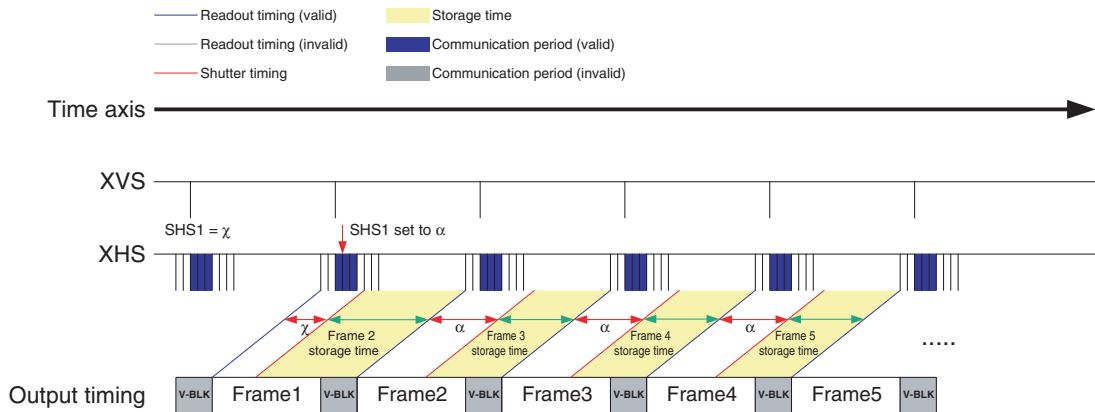 Readout timing (valid)
Storage time
Readout timing (invalid)
Communication period (valid)
Shutter timing
Communication period (invalid)
Time axis
XVS
SHS1 = χ
SHS1 set to α
XHS
χ
α
α
α
Frame 2
storage time
Frame 3
storage time
Frame 4
storage time
Frame 5
storage time
.....
Output timing
V-BLK
Frame1
V-BLK
Frame2
V-BLK
Frame3
V-BLK
Frame4
V-BLK
Frame5
V-BLK